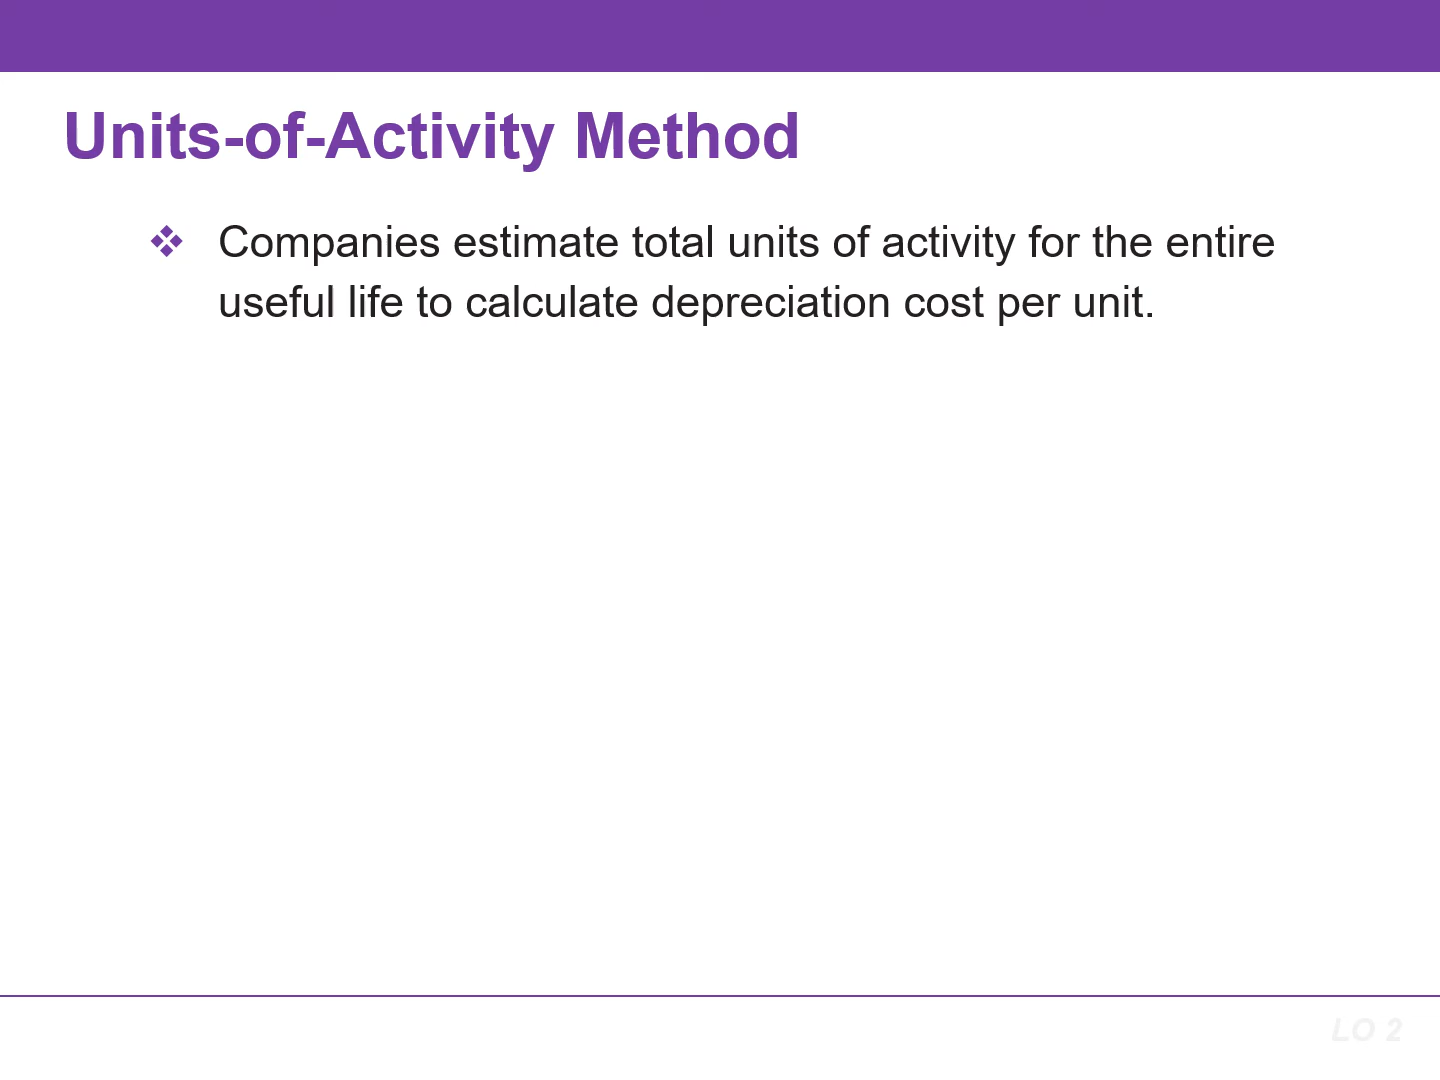 Units-of-Activity Method
❖ Companies estimate total units of activity for the entire
useful life to calculate depreciation cost per unit.
LO 2